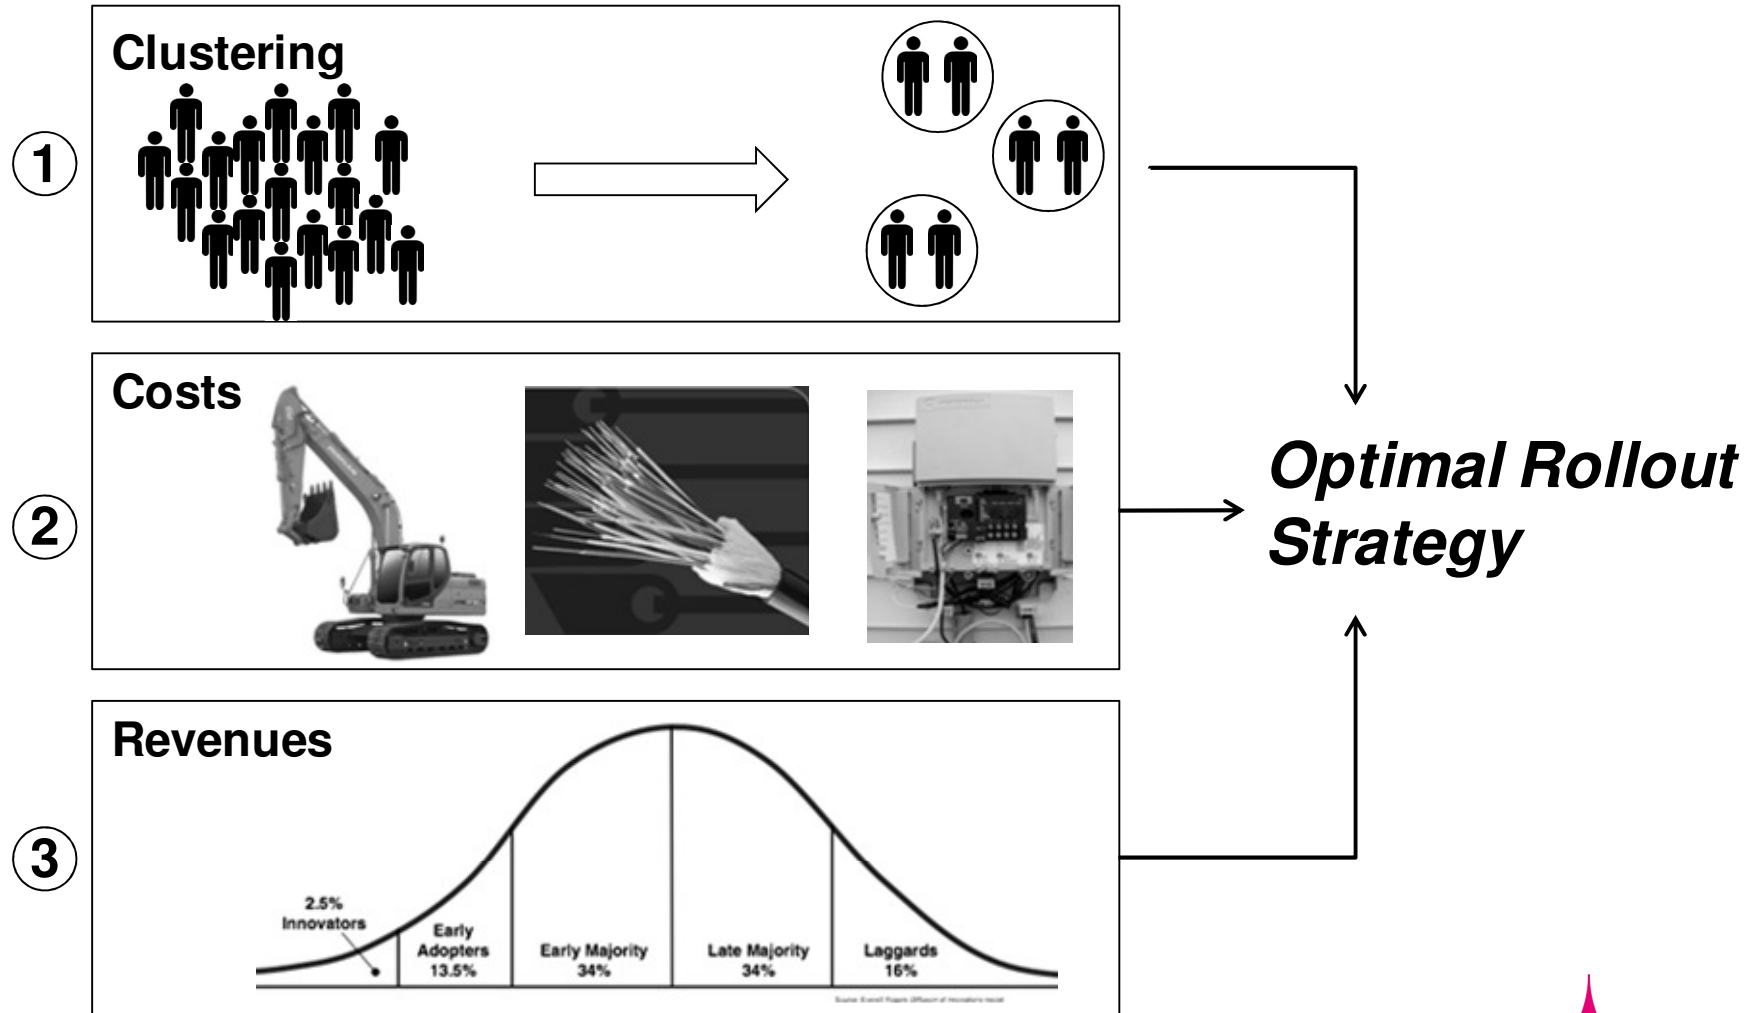 Clustering
1
Costs
2
Optimal Rollout
Strategy
Revenues
3
2.5%
Innovators
Early
Adopters
13.5%
Early Majority
34%
Late Majority
34%
Laggards
16%